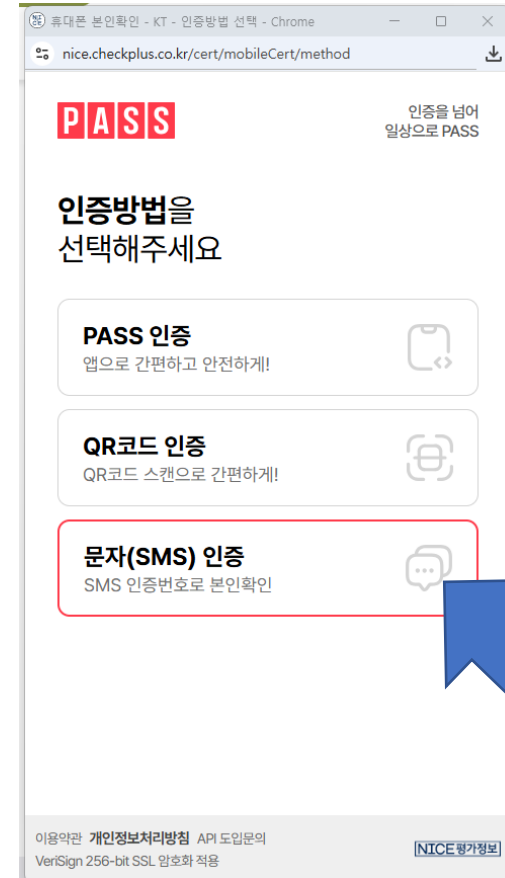 휴대폰 본인확인 - KT - 인증방법 선택 - Chrome
nice.checkplus.co.kr/cert/mobileCert/method
PASS
인증을 넘어
일상으로 PASS
인증방법을
선택해주세요
PASS 인증
앱으로 간편하고 안전하게!
QR코드 인증
QR코드 스캔으로 간편하게!
문자(SMS) 인증
SMS 인증번호로 본인확인
이용약관 개인정보처리방침 API 도입문의
VeriSign 256-bit SSL 암호화 적용
NICE평가정보